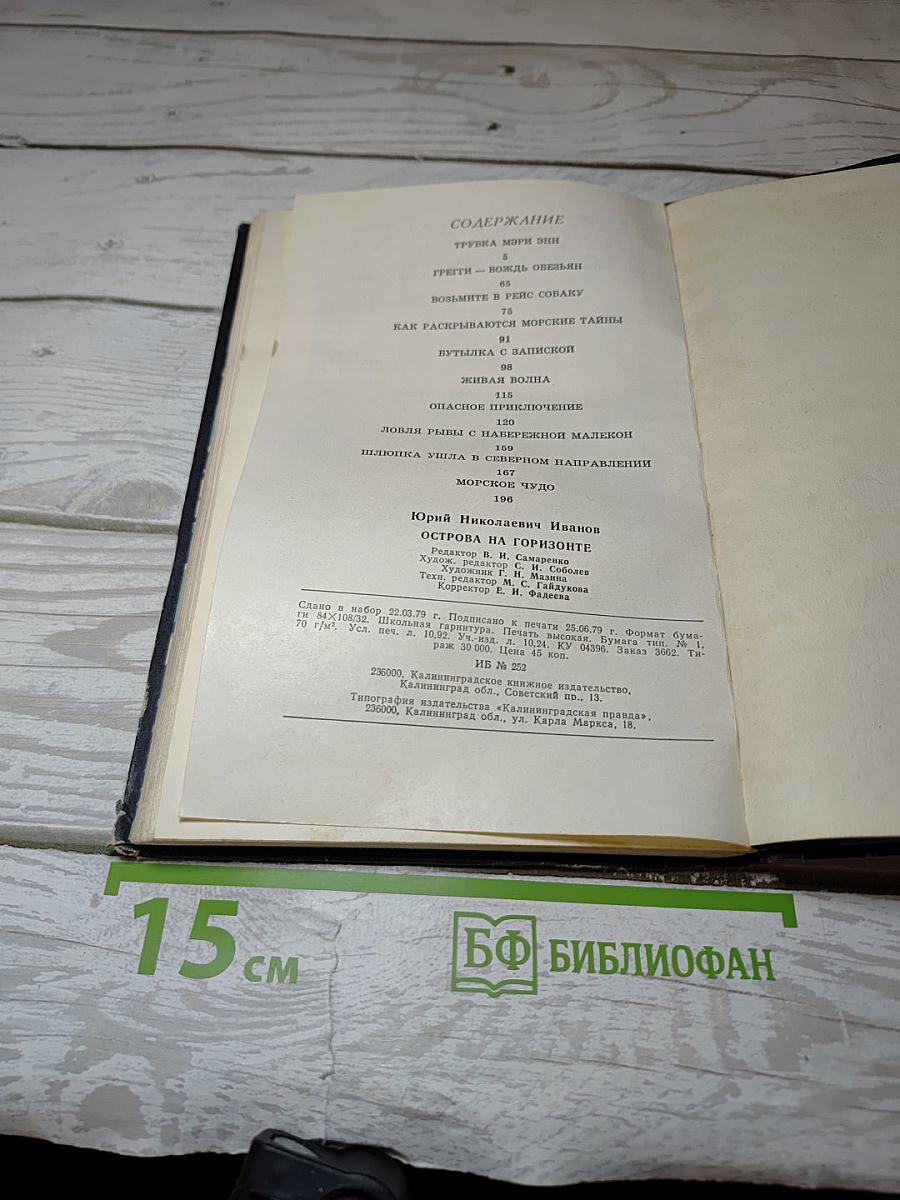 СОДЕРЖАНИЕ
ТРУБКА МЭРИ ЭНН
5
ГРЕГГИ — ВОЖДЬ ОБЕЗЬЯН
65
ВОЗЬМИТЕ В РЕЙС СОБАКУ
75
КАК РАСКРЫВАЮТСЯ МОРСКИЕ ТАЙНЫ
91
БУТЫЛКА С ЗАПИСКОЙ
98
ЖИВАЯ ВОЛНА
115
ОПАСНОЕ ПРИКЛЮЧЕНИЕ
120
ЛОВЛЯ РЫБЫ С НАБЕРЕЖНОЙ МАЛЕКОН
159
ШЛЮПКА УШЛА В СЕВЕРНОМ НАПРАВЛЕНИИ
167
МОРСКОЕ ЧУДО
196
Юрий Николаевич Иванов
ОСТРОВА НА ГОРИЗОНТЕ
Редактор В. И. Самаренко
Худож. редактор С. И. Соболев
Художник Г. Н. Мазина
Техн. редактор М. С. Гайдукова
Корректор Е. И. Фадеева
Сдано в набор 22.03.79 г. Подписано к печати 25.06.79 г. Формат бума-
ги 84×108/32. Школьная гарнитура. Печать высокая. Бумага тип. № 1,
70 г/м². Усл. печ. л. 10,92. Уч.-изд. л. 10,24. КУ 04396. Заказ 3662. Ти-
раж 30 000. Цена 45 коп.
ИБ № 252
236000, Калининградское книжное издательство,
Калининград обл., Советский пр., 13.
Типография издательства «Калининградская правда»,
236000, Калининград обл., ул. Карла Маркса, 18.
15 см
БФ БИБЛИОФАН